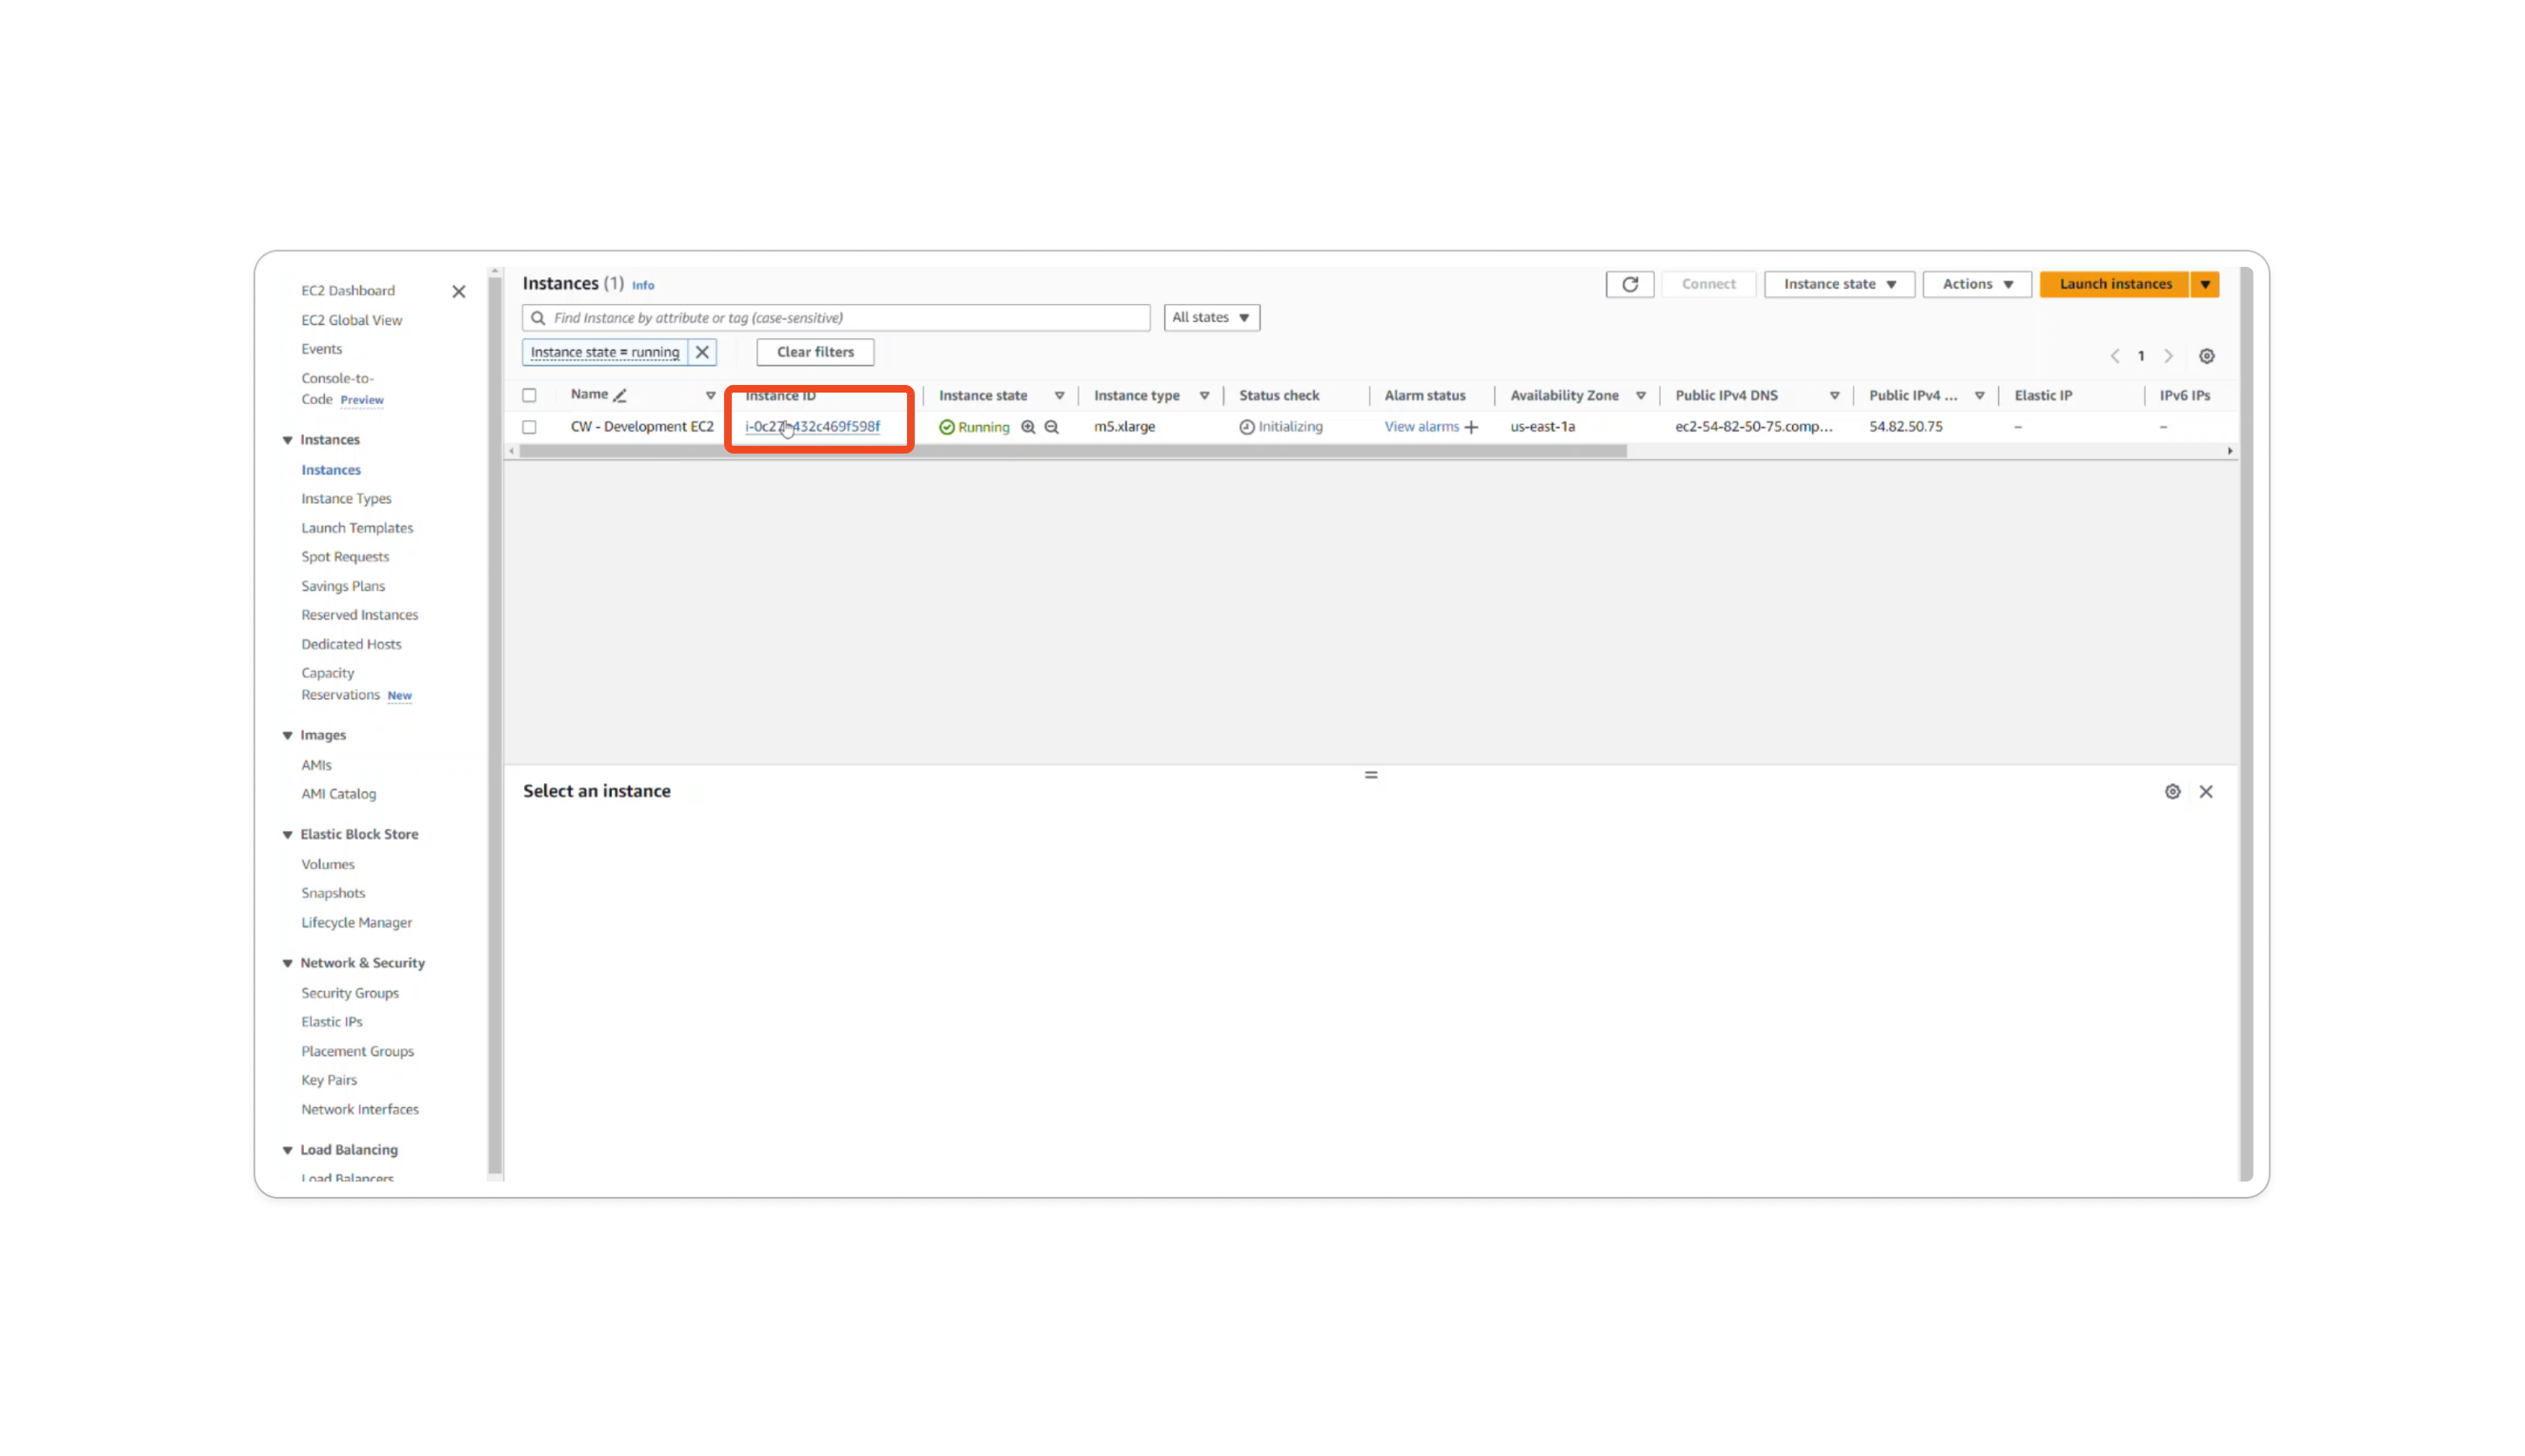 EC2 Dashboard
EC2 Global View
Events
Console-to-
Code Preview
Instances
Instances
Instance Types
Launch Templates
Spot Requests
Savings Plans
Reserved Instances
Dedicated Hosts
Capacity
Reservations New
Images
AMIs
AMI Catalog
Elastic Block Store
Volumes
Snapshots
Lifecycle Manager
Network & Security
Security Groups
Elastic IPs
Placement Groups
Key Pairs
Network Interfaces
Load Balancing
Load Balancers
Instances (1) Info
Connect Instance state Actions Launch instances
Find Instance by attribute or tag (case-sensitive) All states
Instance state = running Clear filters
1
Name Instance ID Instance state Instance type Status check Alarm status Availability Zone Public IPv4 DNS Public IPv4 ... Elastic IP IPv6 IPs
CW - Development EC2 Running m5.xlarge Initializing View alarms + us-east-1a ec2-54-82-50-75.comp... 54.82.50.75 – –
Select an instance